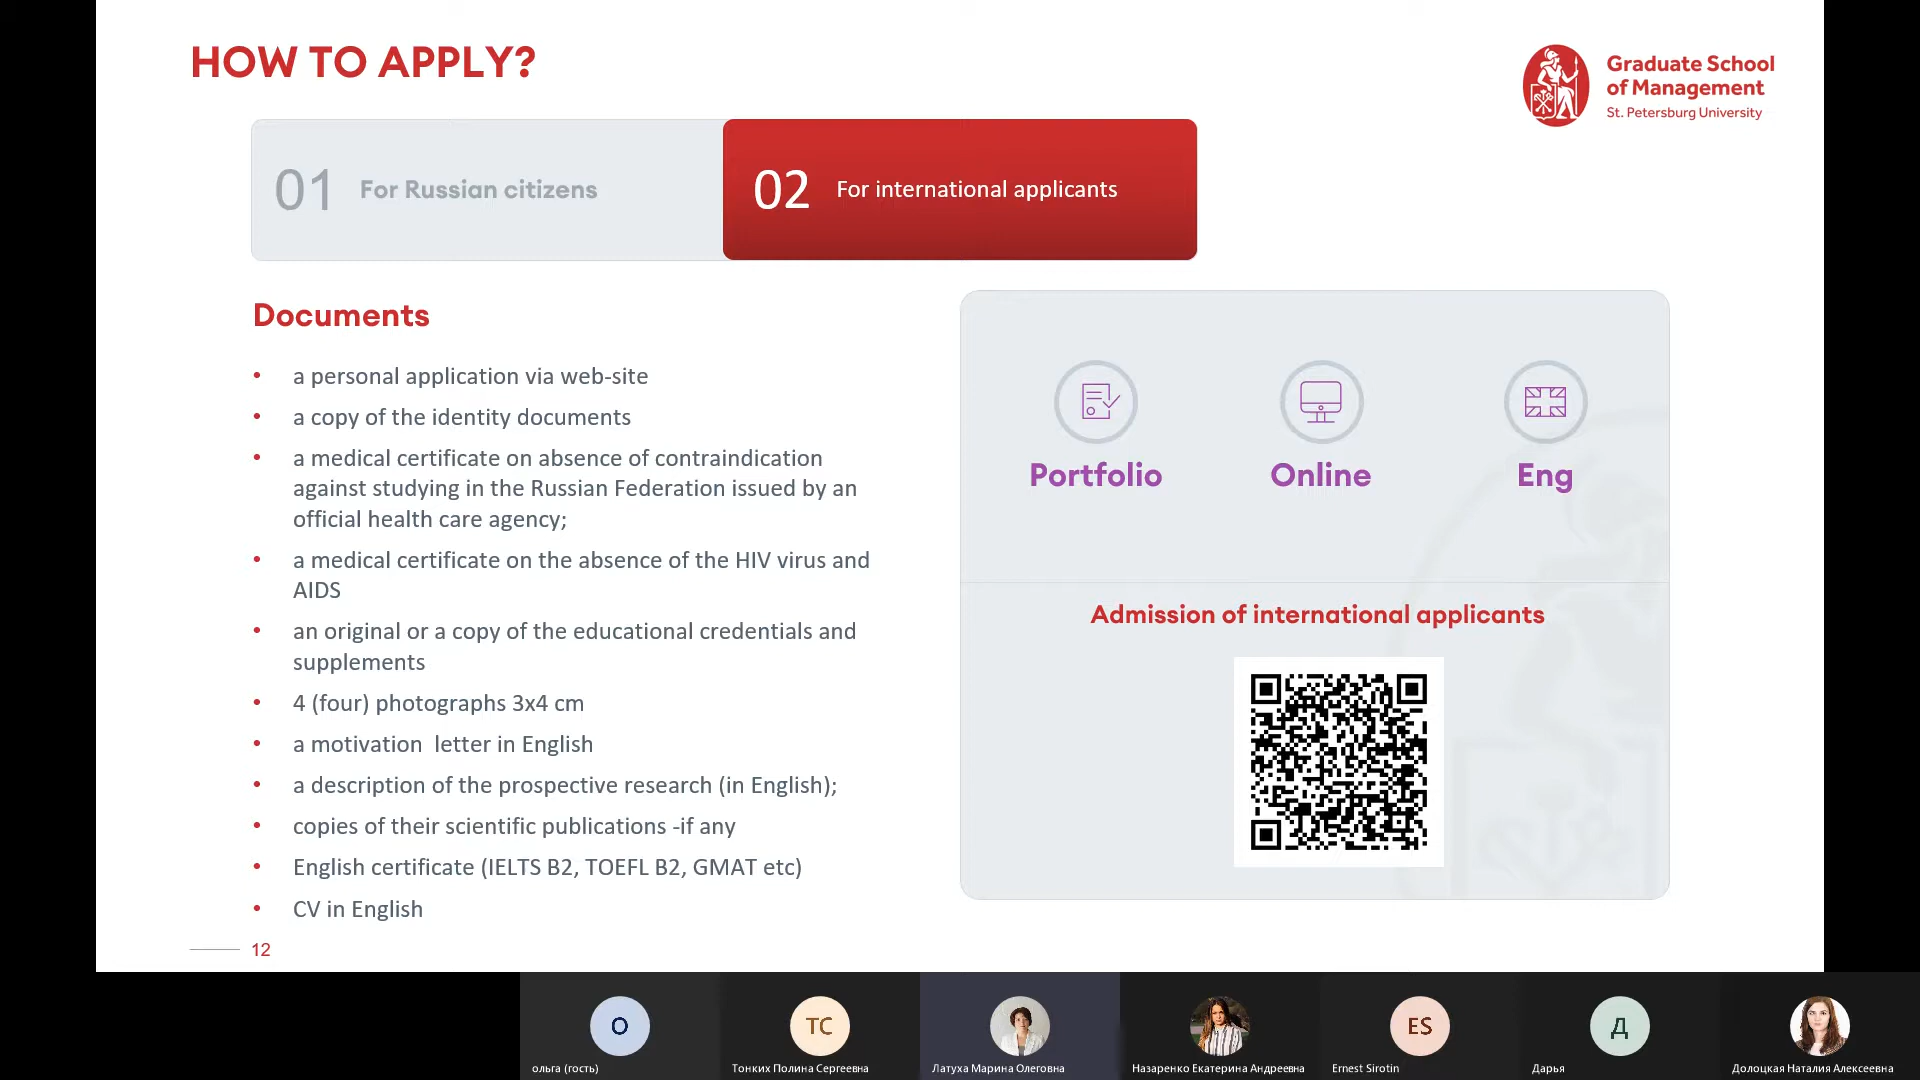 HOW TO APPLY?
Graduate School
of Management
St. Petersburg University
01 For Russian citizens
02 For international applicants
Documents
• a personal application via web-site
• a copy of the identity documents
• a medical certificate on absence of contraindication
against studying in the Russian Federation issued by an
official health care agency;
• a medical certificate on the absence of the HIV virus and
AIDS
• an original or a copy of the educational credentials and
supplements
• 4 (four) photographs 3x4 cm
• a motivation  letter in English
• a description of the prospective research (in English);
• copies of their scientific publications -if any
• English certificate (IELTS B2, TOEFL B2, GMAT etc)
• CV in English
12
Portfolio
Online
Eng
Admission of international applicants
О
ТС
ES
Д
ольга (гость)
Тонких Полина Сергеевна
Латуха Марина Олеговна
Назаренко Екатерина Андреевна
Ernest Sirotin
Дарья
Долоцкая Наталия Алексеевна